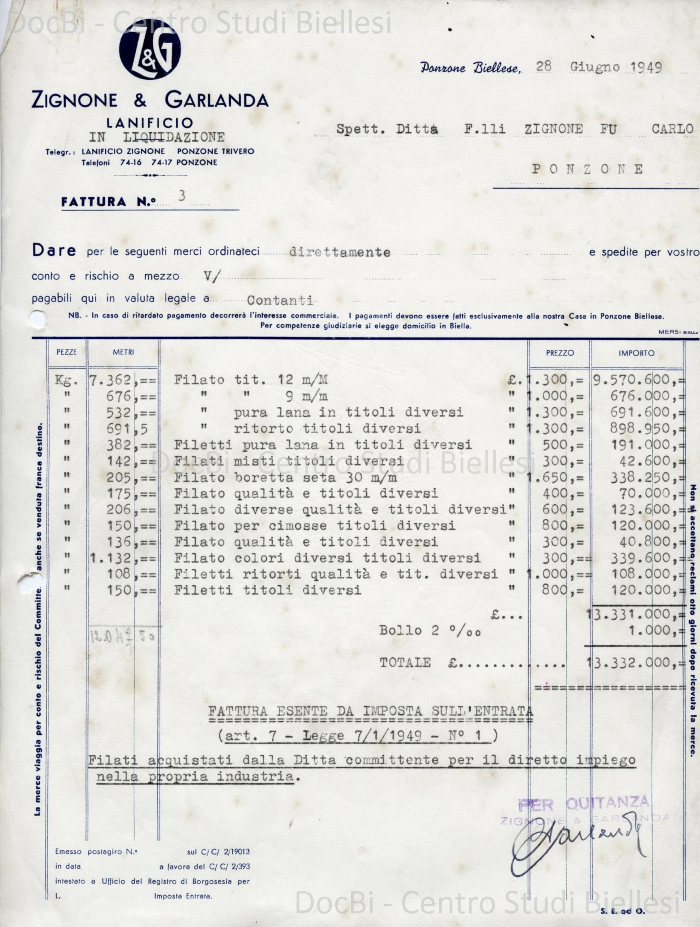 DocBi - Centro Studi Biellesi
Z&G
ZIGNONE & GARLANDA
LANIFICIO
IN LIQUIDAZIONE
Telegr.: LANIFICIO ZIGNONE PONZONE TRIVERO
Telefoni 74-16 74-17 PONZONE
Ponzone Biellese, 28 Giugno 1949
Spett. Ditta F.lli ZIGNONE FU CARLO
PONZONE
FATTURA N.° 3
Dare per le seguenti merci ordinateci direttamente e spedite per vostro
conto e rischio a mezzo V/
pagabili qui in valuta legale a Contanti
NB. - In caso di ritardato pagamento decorrerà l'interesse commerciale. I pagamenti devono essere fatti esclusivamente alla nostra Casa in Ponzone Biellese.
Per competenze giudiziarie si elegge domicilio in Biella.
MERSI BIELLA
PEZZE METRI PREZZO IMPORTO
Kg. 7.362,== Filato tit. 12 m/M £. 1.300,= 9.570.600,=
" 676,== " " 9 m/m " 1.000,= 676.000,=
" 532,== " pura lana in titoli diversi " 1.300,= 691.600,=
" 691,5 " ritorto titoli diversi " 1.300,= 898.950,=
" 382,== Filetti pura lana in titoli diversi " 500,= 191.000,=
" 142,== Filati misti titoli diversi " 300,= 42.600,=
" 205,== Filato boretta seta 30 m/m " 1.650,= 338.250,=
" 175,== Filato qualità e titoli diversi " 400,= 70.000,=
" 206,== Filato diverse qualità e titoli diversi " 600,= 123.600,=
" 150,== Filato per cimosse titoli diversi " 800,= 120.000,=
" 136,== Filato qualità e titoli diversi " 300,= 40.800,=
" 1.132,== Filato colori diversi titoli diversi " 300,== 339.600,=
" 108,== Filetti ritorti qualità e tit. diversi " 1.000,== 108.000,=
" 150,== Filetti titoli diversi " 800,= 120.000,=
£... 13.331.000,=
Bollo 2 °/oo 1.000,=
TOTALE £............. 13.332.000,=
FATTURA ESENTE DA IMPOSTA SULL'ENTRATA
(art. 7 - Legge 7/1/1949 - N° 1 )
Filati acquistati dalla Ditta committente per il diretto impiego
nella propria industria.
PER QUITANZA
ZIGNONE & GARLANDA
Garlanda
Emesso postagiro N.° sul C/C/ 2/19013
in data a favore del C/C/ 2/393
intestato a Ufficio del Registro di Borgosesia per
L. Imposta Entrata.
S. E. od O.
La merce viaggia per conto e rischio del Committe. anche se venduta franca destino.
Non si accettano reclami otto giorni dopo ricevuto la merce.
DocBi - Centro Studi Biellesi
DocBi - Centro Studi Biellesi